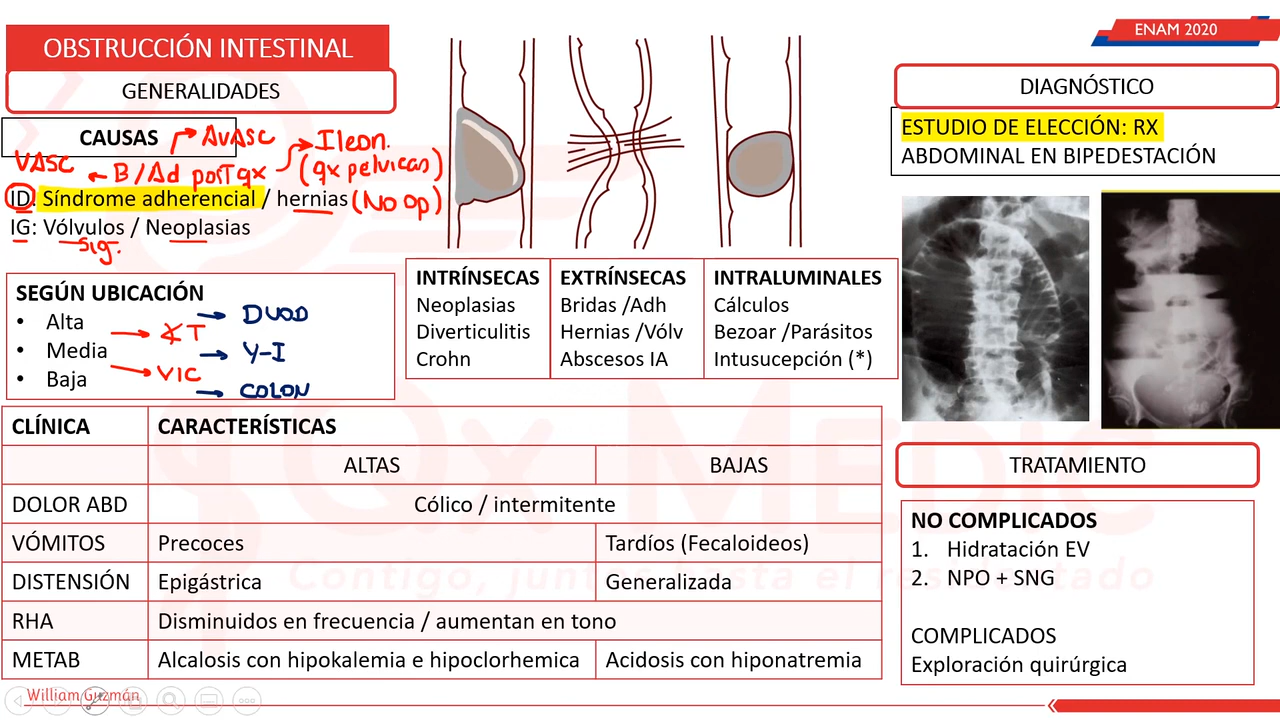 OBSTRUCCIÓN INTESTINAL
ENAM 2020
GENERALIDADES
CAUSAS
AVASC
Ileon.
VASC
B/Ad postqx
(qx pelvicas)
ID: Síndrome adherencial / hernias (No op)
IG: Vólvulos / Neoplasias
sig.
SEGÚN UBICACIÓN
• Alta
DUOD
∢T
• Media
Y-I
VIC
• Baja
COLON
INTRÍNSECAS
Neoplasias
Diverticulitis
Crohn
EXTRÍNSECAS
Bridas /Adh
Hernias /Vólv
Abscesos IA
INTRALUMINALES
Cálculos
Bezoar /Parásitos
Intusucepción (*)
CLÍNICA CARACTERÍSTICAS
ALTAS BAJAS
DOLOR ABD Cólico / intermitente
VÓMITOS Precoces Tardíos (Fecaloideos)
DISTENSIÓN Epigástrica Generalizada
RHA Disminuidos en frecuencia / aumentan en tono
METAB Alcalosis con hipokalemia e hipoclorhemica Acidosis con hiponatremia
DIAGNÓSTICO
ESTUDIO DE ELECCIÓN: RX
ABDOMINAL EN BIPEDESTACIÓN
TRATAMIENTO
NO COMPLICADOS
1. Hidratación EV
2. NPO + SNG
COMPLICADOS
Exploración quirúrgica
Qx MEDIC
Contigo, juntos hasta el residentado
William Guzmán